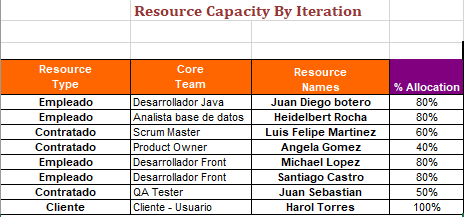 Resource Capacity By Iteration
Resource Type Core Team Resource Names % Allocation
Empleado Desarrollador Java Juan Diego botero 80%
Empleado Analista base de datos Heidelbert Rocha 80%
Contratado Scrum Master Luis Felipe Martinez 60%
Contratado Product Owner Angela Gomez 40%
Empleado Desarrollador Front Michael Lopez 80%
Empleado Desarrollador Front Santiago Castro 80%
Contratado QA Tester Juan Sebastian 50%
Cliente Cliente - Usuario Harol Torres 100%